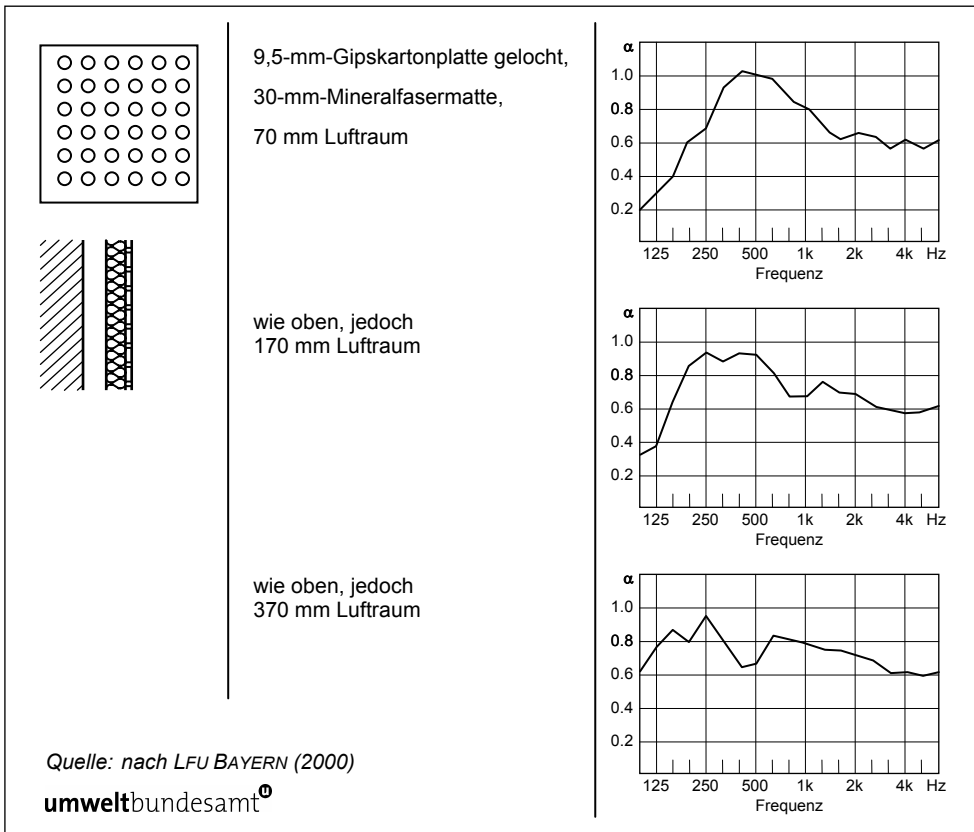 9,5-mm-Gipskartonplatte gelocht,
30-mm-Mineralfasermatte,
70 mm Luftraum
α
1.0
0.8
0.6
0.4
0.2
125 250 500 1k 2k 4k Hz
Frequenz
wie oben, jedoch
170 mm Luftraum
α
1.0
0.8
0.6
0.4
0.2
125 250 500 1k 2k 4k Hz
Frequenz
wie oben, jedoch
370 mm Luftraum
α
1.0
0.8
0.6
0.4
0.2
125 250 500 1k 2k 4k Hz
Frequenz
Quelle: nach LFU BAYERN (2000)
umweltbundesamt